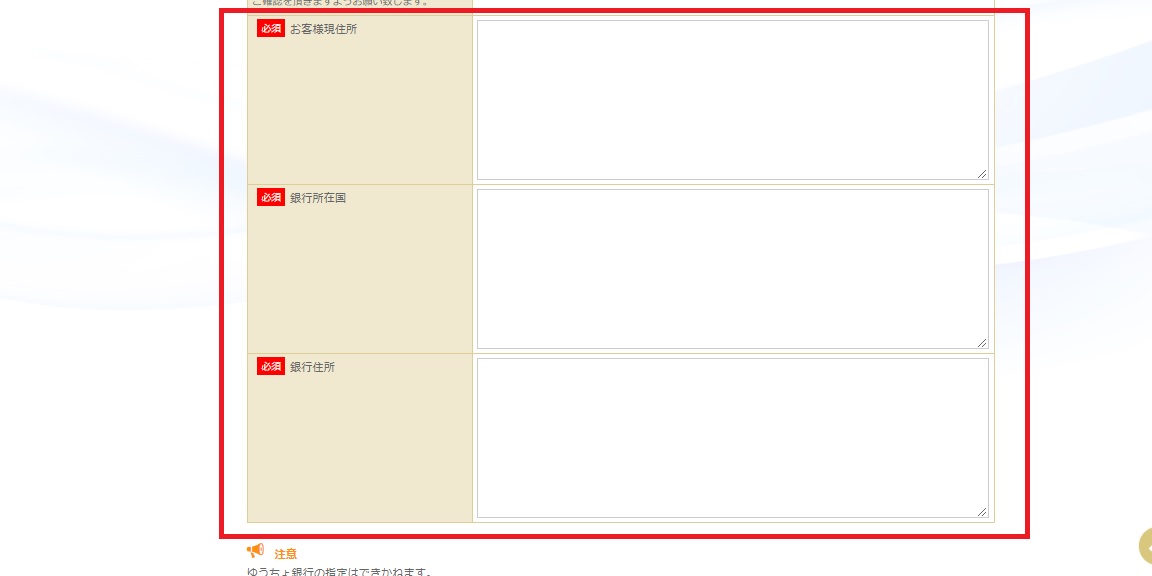 ご確認を頂きますようお願い致します。
必須 お客様現住所
必須 銀行所在国
必須 銀行住所
注意
ゆうちょ銀行の指定はできかねます。